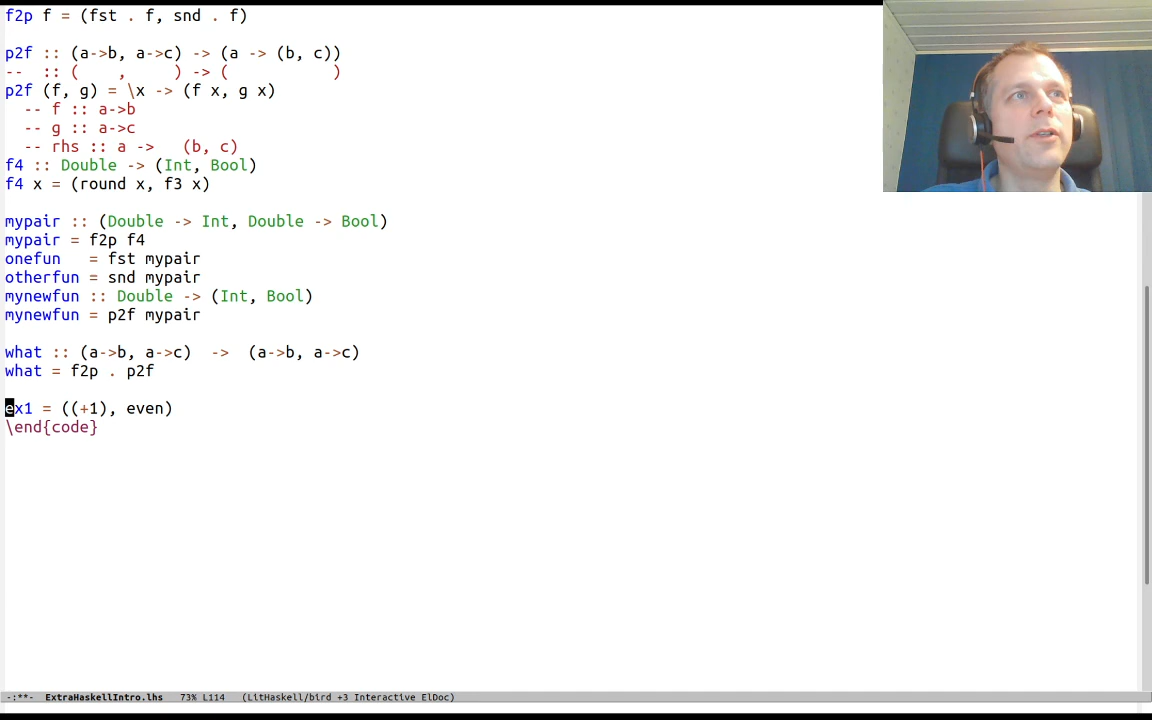 f2p f = (fst . f, snd . f)
p2f :: (a->b, a->c) -> (a -> (b, c))
-- :: (    ,     ) -> (           )
p2f (f, g) = \x -> (f x, g x)
-- f :: a->b
-- g :: a->c
-- rhs :: a ->   (b, c)
f4 :: Double -> (Int, Bool)
f4 x = (round x, f3 x)
mypair :: (Double -> Int, Double -> Bool)
mypair = f2p f4
onefun   = fst mypair
otherfun = snd mypair
mynewfun :: Double -> (Int, Bool)
mynewfun = p2f mypair
what :: (a->b, a->c)  ->  (a->b, a->c)
what = f2p . p2f
ex1 = ((+1), even)
\end{code}
-:**-  ExtraHaskellIntro.lhs   73% L114   (LitHaskell/bird +3 Interactive ElDoc)